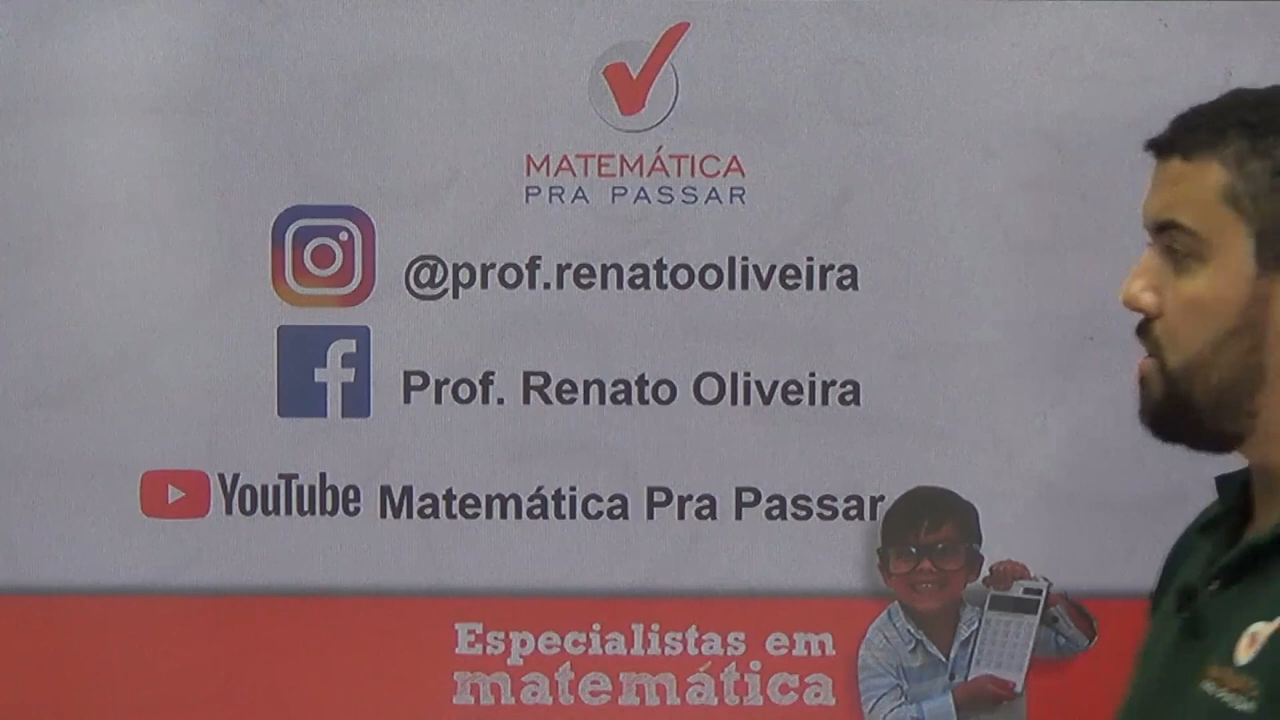 MATEMÁTICA
PRA PASSAR
@prof.renatooliveira
Prof. Renato Oliveira
YouTube Matemática Pra Passar
Especialistas em
matemática